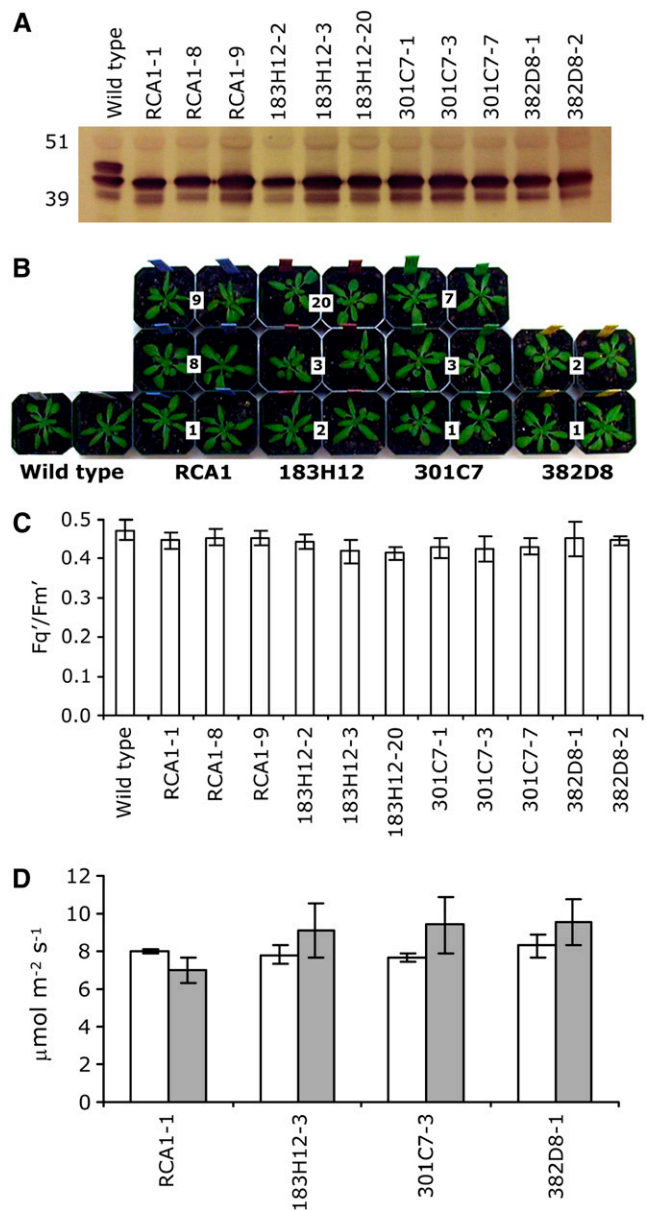 A
Wild type
RCA1-1
RCA1-8
RCA1-9
183H12-2
183H12-3
183H12-20
301C7-1
301C7-3
301C7-7
382D8-1
382D8-2
51
39
B
9
20
7
8
3
3
2
1
2
1
1
Wild type
RCA1
183H12
301C7
382D8
C
Fq'/Fm'
0.5
0.4
0.3
0.2
0.1
0.0
Wild type
RCA1-1
RCA1-8
RCA1-9
183H12-2
183H12-3
183H12-20
301C7-1
301C7-3
301C7-7
382D8-1
382D8-2
D
μmol m⁻² s⁻¹
12
10
8
6
4
2
0
RCA1-1
183H12-3
301C7-3
382D8-1